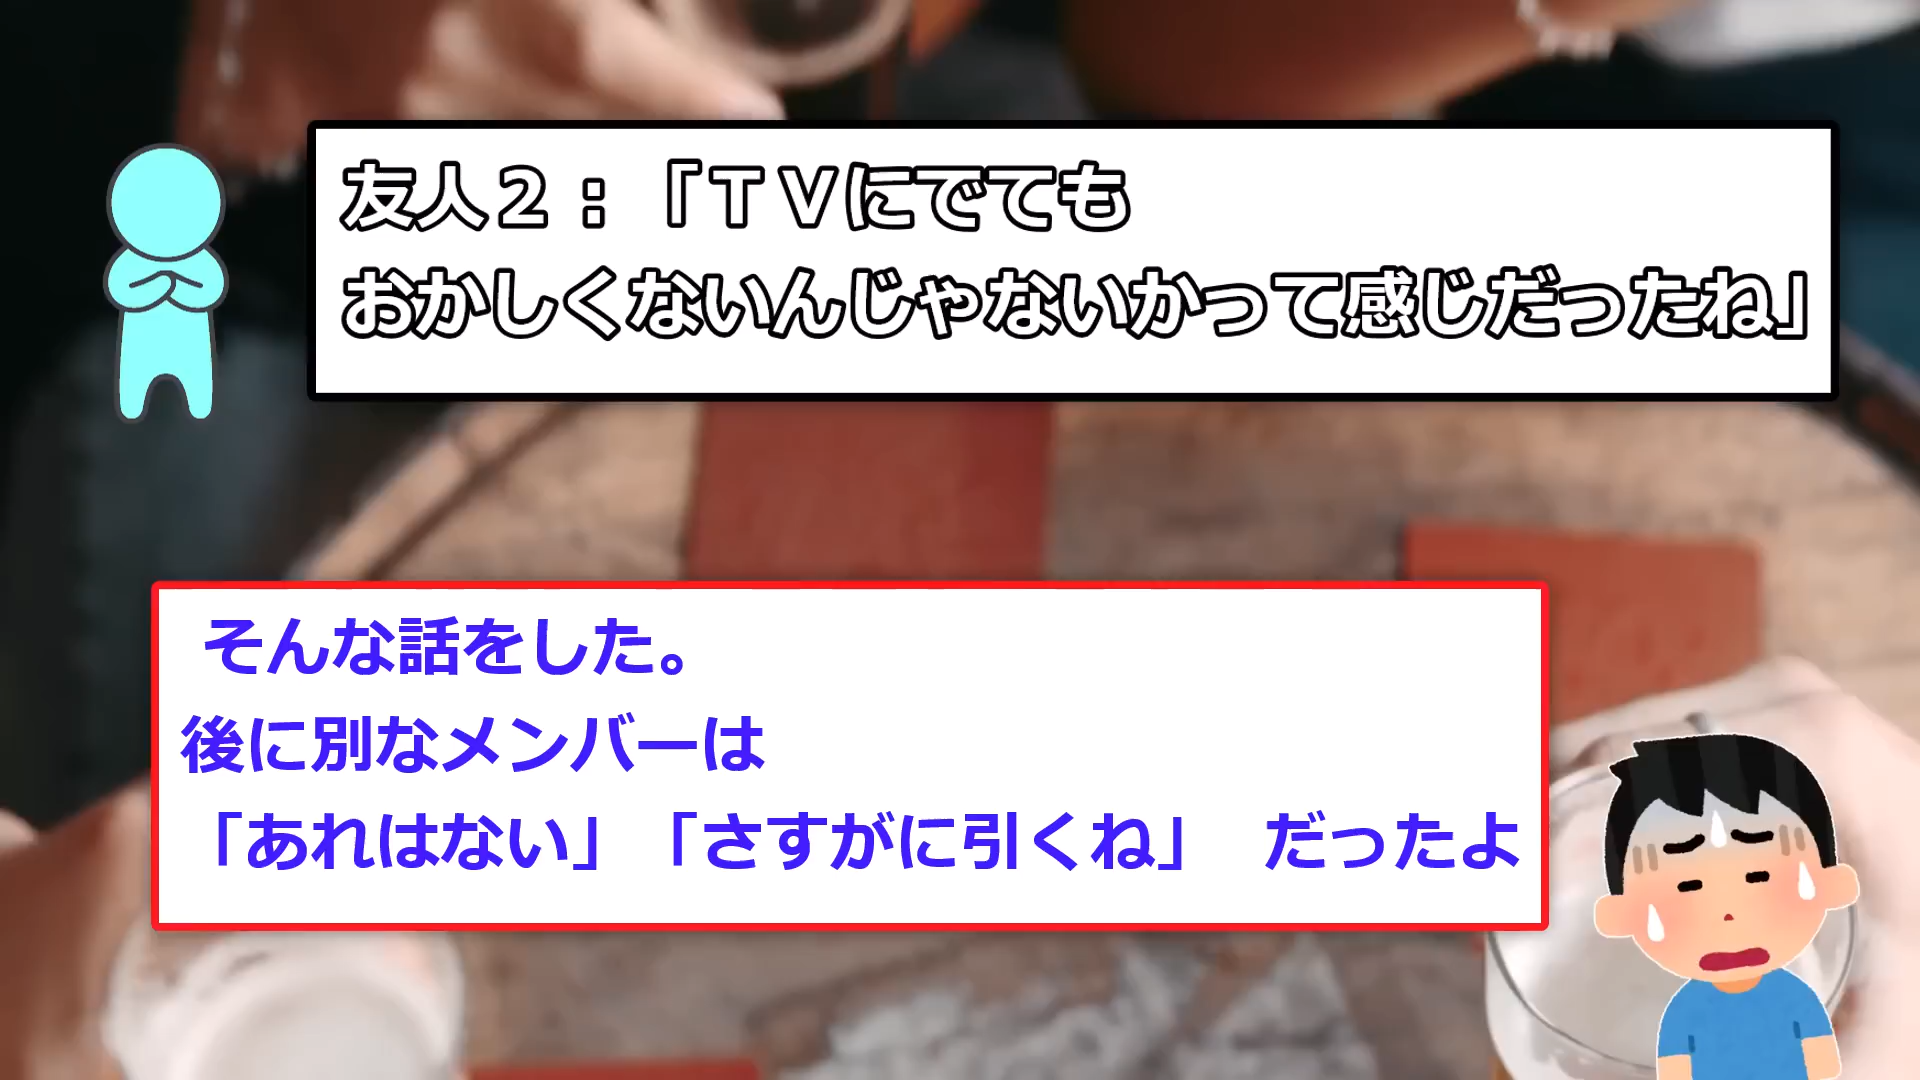 友人２：「ＴＶにでても
おかしくないんじゃないかって感じだったね」
そんな話をした。
後に別なメンバーは
「あれはない」「さすがに引くね」　だったよ